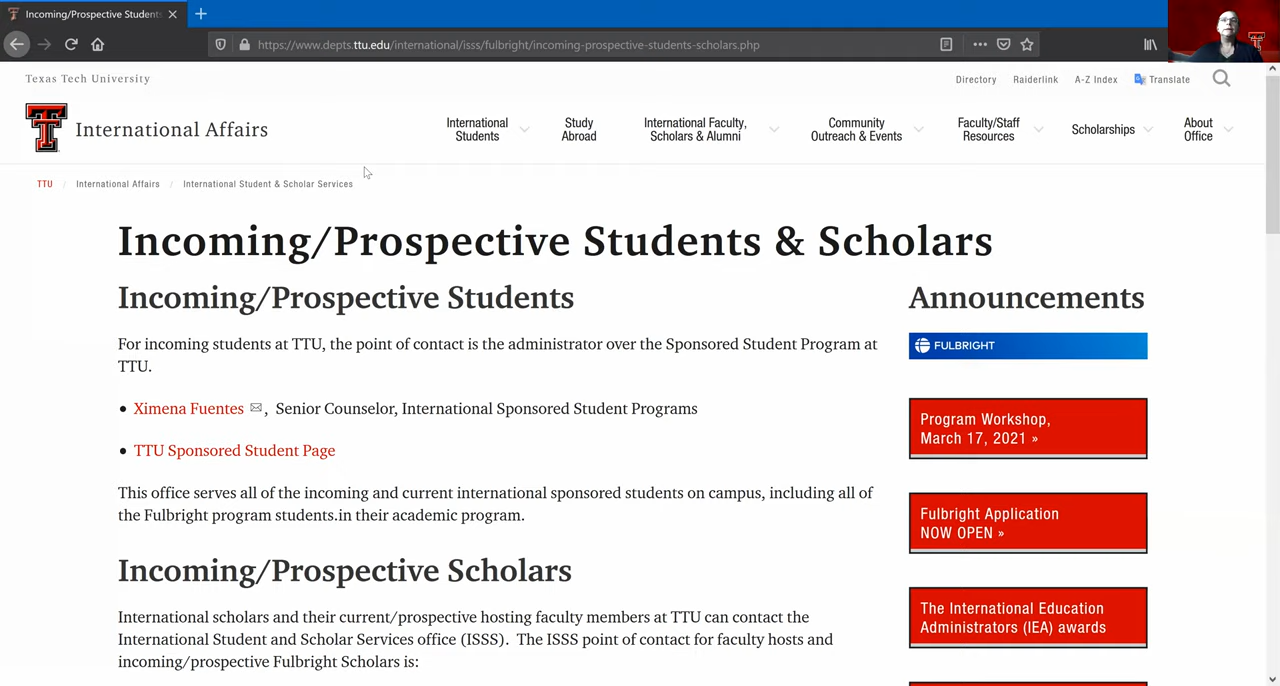 Incoming/Prospective Students
https://www.depts.ttu.edu/international/isss/fulbright/incoming-prospective-students-scholars.php
Texas Tech University
Directory
Raiderlink
A-Z Index
Translate
International Affairs
International
Students
Study
Abroad
International Faculty,
Scholars & Alumni
Community
Outreach & Events
Faculty/Staff
Resources
Scholarships
About
Office
TTU / International Affairs / International Student & Scholar Services
Incoming/Prospective Students & Scholars
Incoming/Prospective Students
For incoming students at TTU, the point of contact is the administrator over the Sponsored Student Program at
TTU.
• Ximena Fuentes , Senior Counselor, International Sponsored Student Programs
• TTU Sponsored Student Page
This office serves all of the incoming and current international sponsored students on campus, including all of
the Fulbright program students.in their academic program.
Incoming/Prospective Scholars
International scholars and their current/prospective hosting faculty members at TTU can contact the
International Student and Scholar Services office (ISSS). The ISSS point of contact for faculty hosts and
incoming/prospective Fulbright Scholars is:
Announcements
FULBRIGHT
Program Workshop,
March 17, 2021 »
Fulbright Application
NOW OPEN »
The International Education
Administrators (IEA) awards